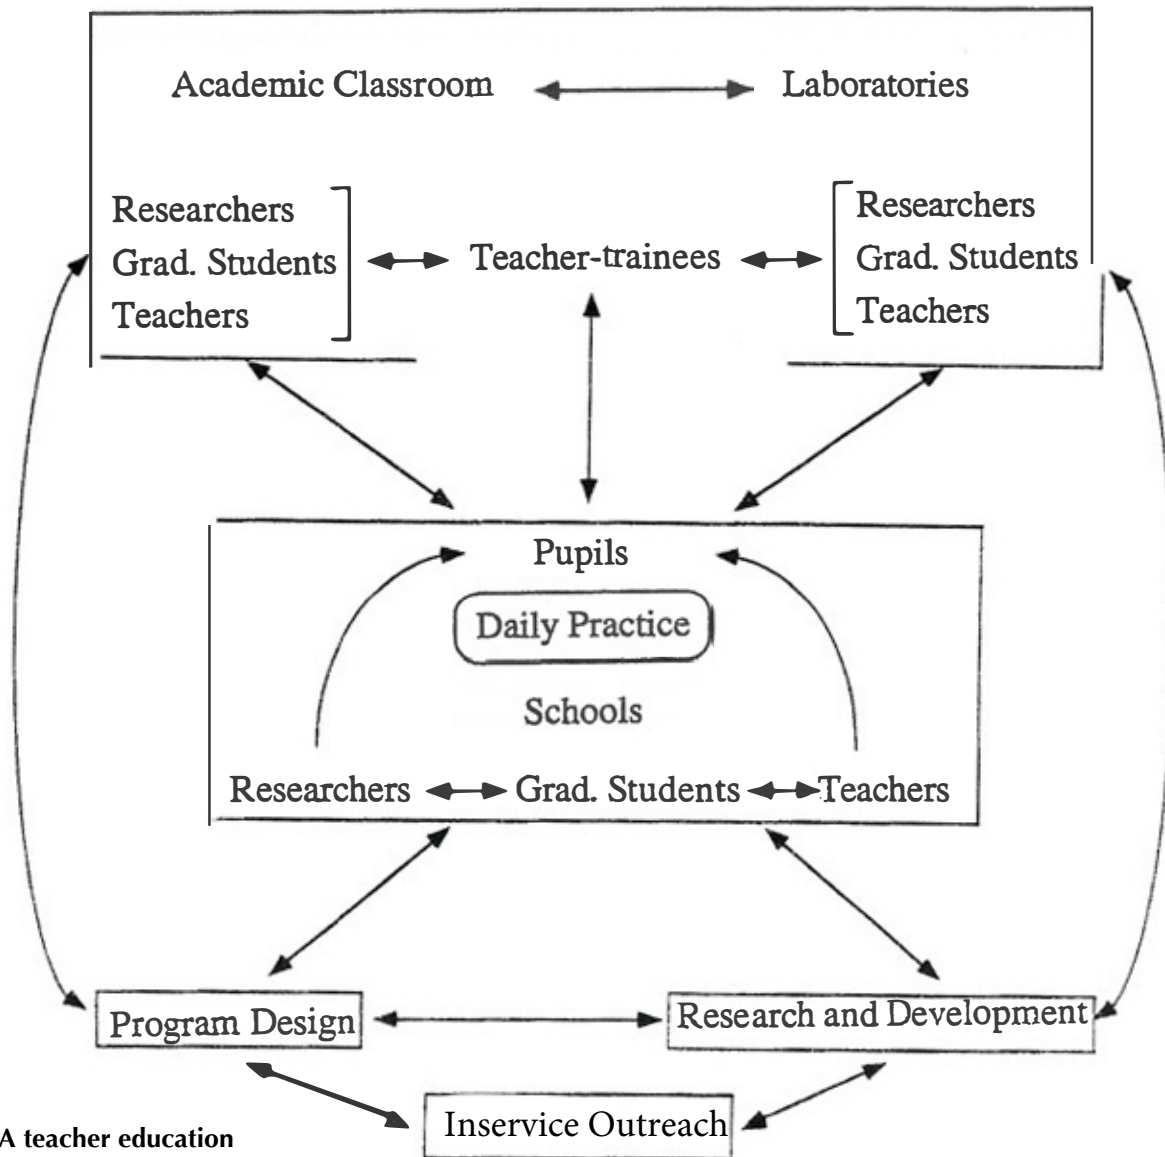 Academic Classroom Laboratories
Researchers
Grad. Students
Teachers
Teacher-trainees
Researchers
Grad. Students
Teachers
Pupils
Daily Practice
Schools
Researchers Grad. Students Teachers
Program Design Research and Development
Inservice Outreach
A teacher education